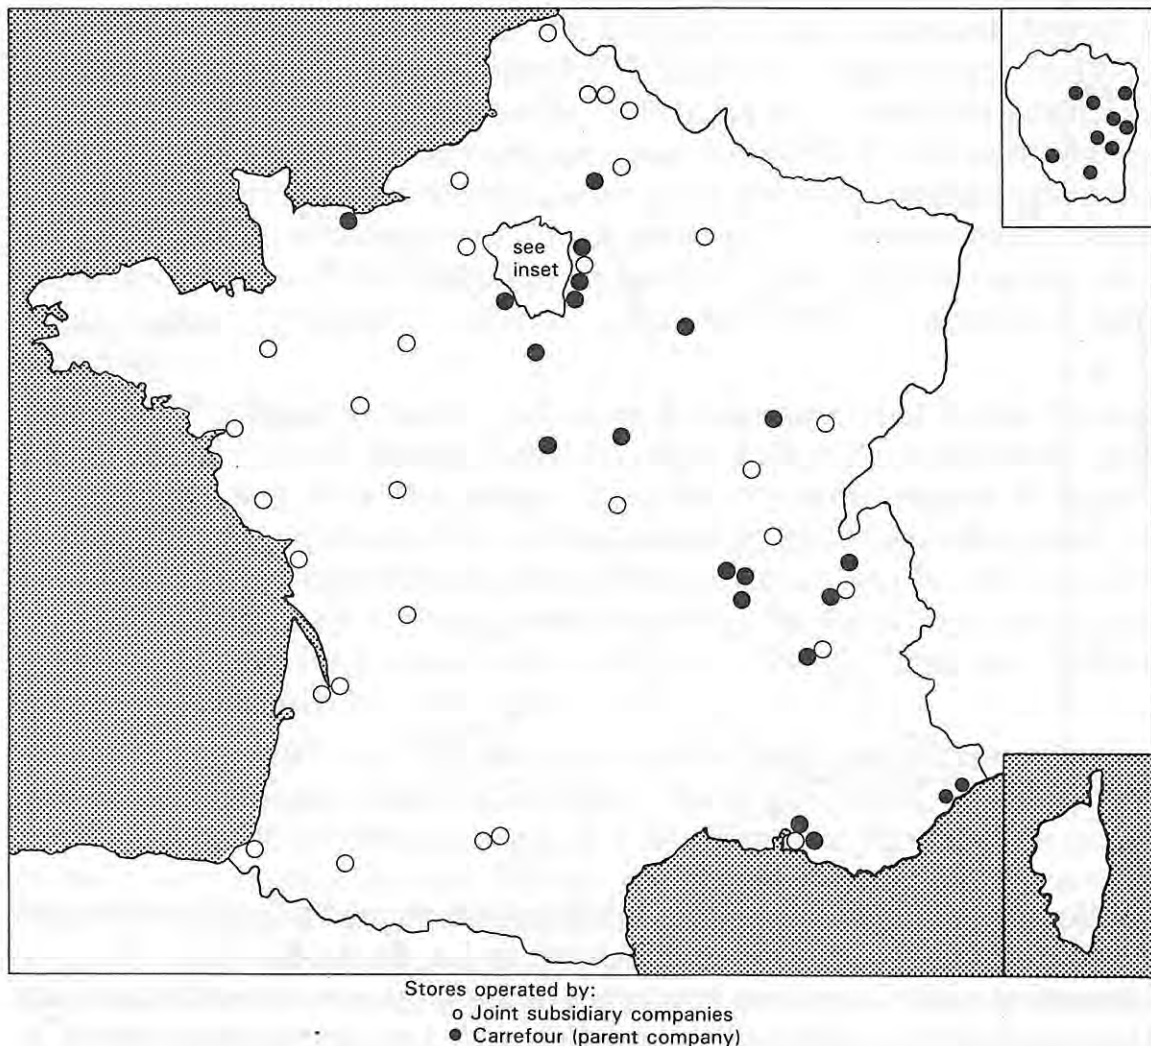 see
inset
Stores operated by:
o Joint subsidiary companies
● Carrefour (parent company)